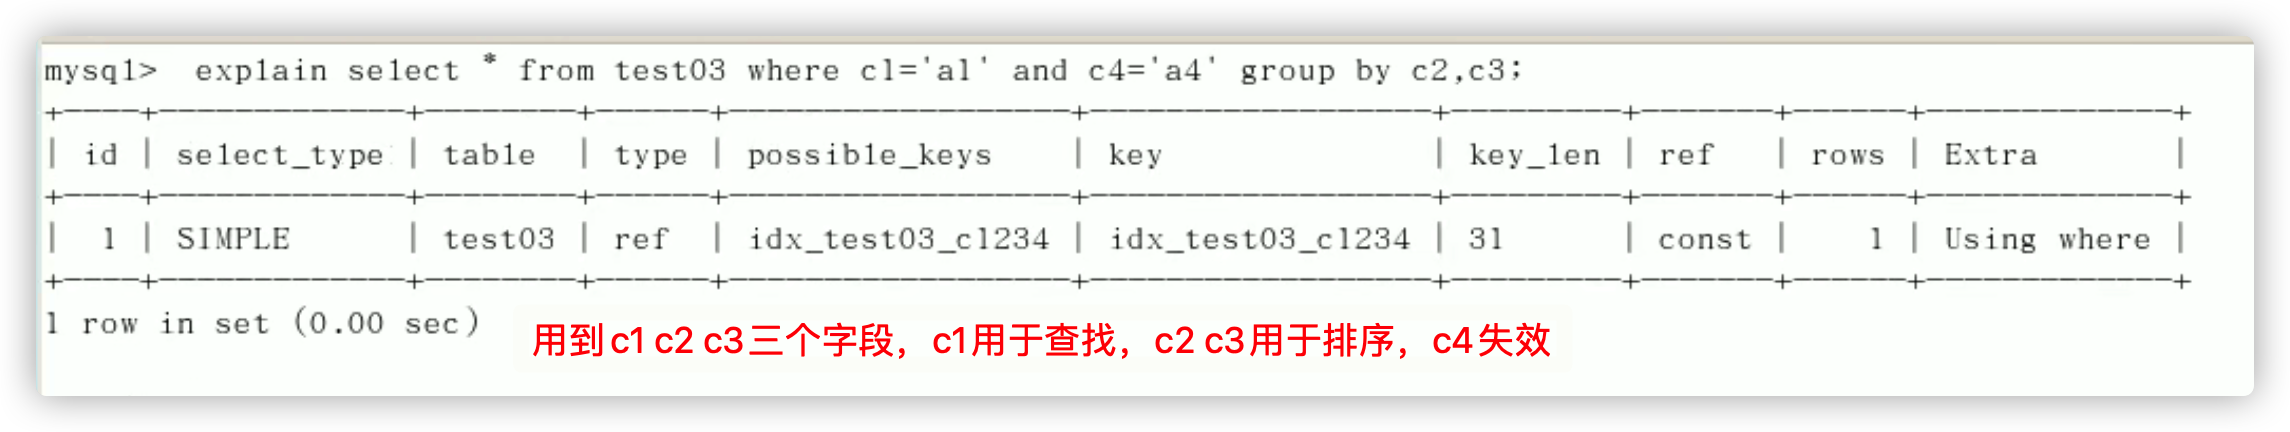 mysql>  explain select * from test03 where c1='a1' and c4='a4' group by c2,c3;
+----+-------------+---------+------+------------------+------------------+---------+-------+------+-------------+
| id | select_type | table  | type | possible_keys    | key              | key_len | ref   | rows | Extra       |
+----+-------------+---------+------+------------------+------------------+---------+-------+------+-------------+
|  1 | SIMPLE      | test03 | ref  | idx_test03_c1234 | idx_test03_c1234 | 31      | const |    1 | Using where |
+----+-------------+---------+------+------------------+------------------+---------+-------+------+-------------+
1 row in set (0.00 sec)
用到c1 c2 c3三个字段，c1用于查找，c2 c3用于排序，c4失效